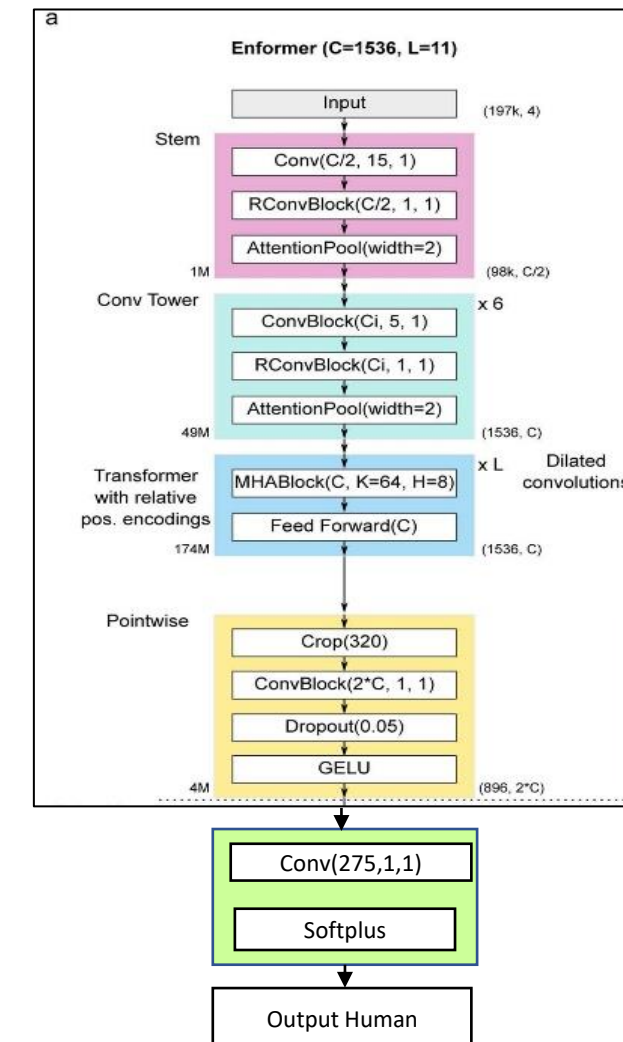 a
Enformer (C=1536, L=11)
Input
(197k, 4)
Stem
Conv(C/2, 15, 1)
RConvBlock(C/2, 1, 1)
AttentionPool(width=2)
1M
(98k, C/2)
Conv Tower
x 6
ConvBlock(Ci, 5, 1)
RConvBlock(Ci, 1, 1)
AttentionPool(width=2)
49M
(1536, C)
Transformer
with relative
pos. encodings
x L
Dilated
convolutions
MHABlock(C, K=64, H=8)
Feed Forward(C)
174M
(1536, C)
Pointwise
Crop(320)
ConvBlock(2*C, 1, 1)
Dropout(0.05)
GELU
4M
(896, 2*C)
Conv(275,1,1)
Softplus
Output Human